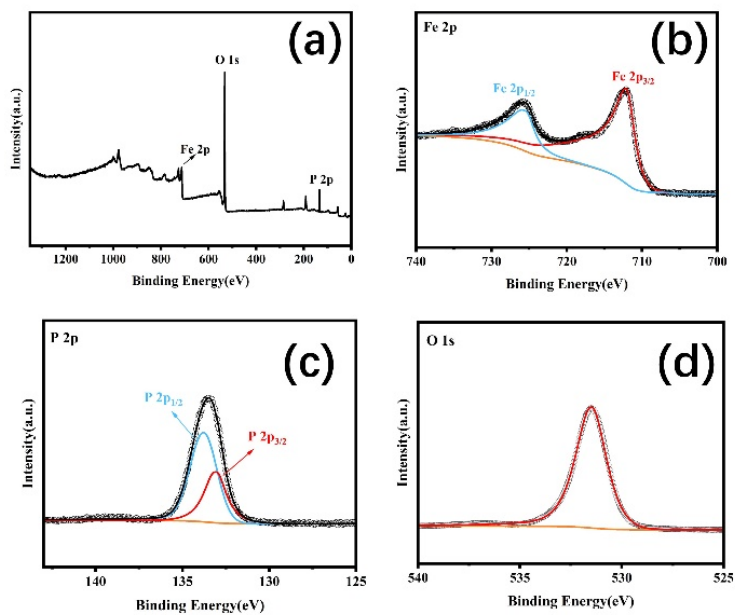 (a)
O 1s
Fe 2p
P 2p
Intensity(a.u.)
1200 1000 800 600 400 200 0
Binding Energy(eV)
Fe 2p
(b)
Fe 2p3/2
Fe 2p1/2
Intensity(a.u.)
740 730 720 710 700
Binding Energy(eV)
P 2p
(c)
P 2p1/2
P 2p3/2
Intensity(a.u.)
140 135 130 125
Binding Energy(eV)
O 1s
(d)
Intensity(a.u.)
540 535 530 525
Binding Energy(eV)